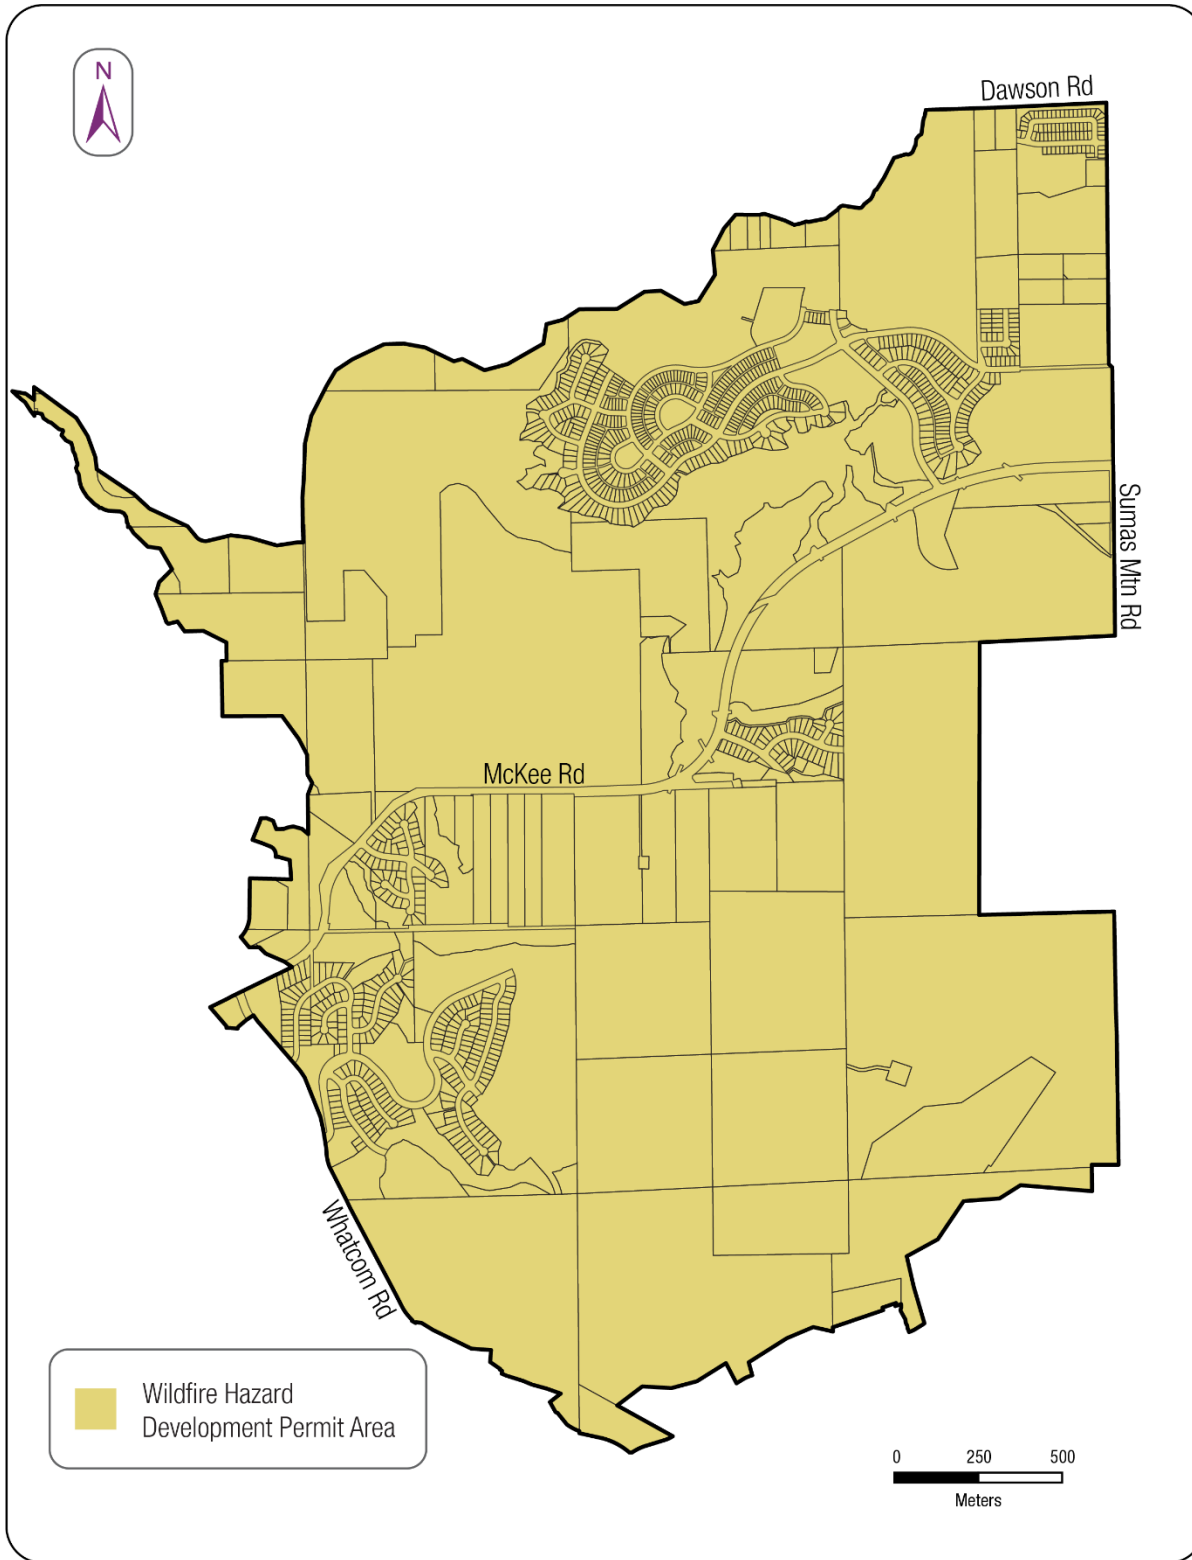 N
Dawson Rd
Sumas Mtn Rd
McKee Rd
Whatcom Rd
Wildfire Hazard
Development Permit Area
0 250 500
Meters